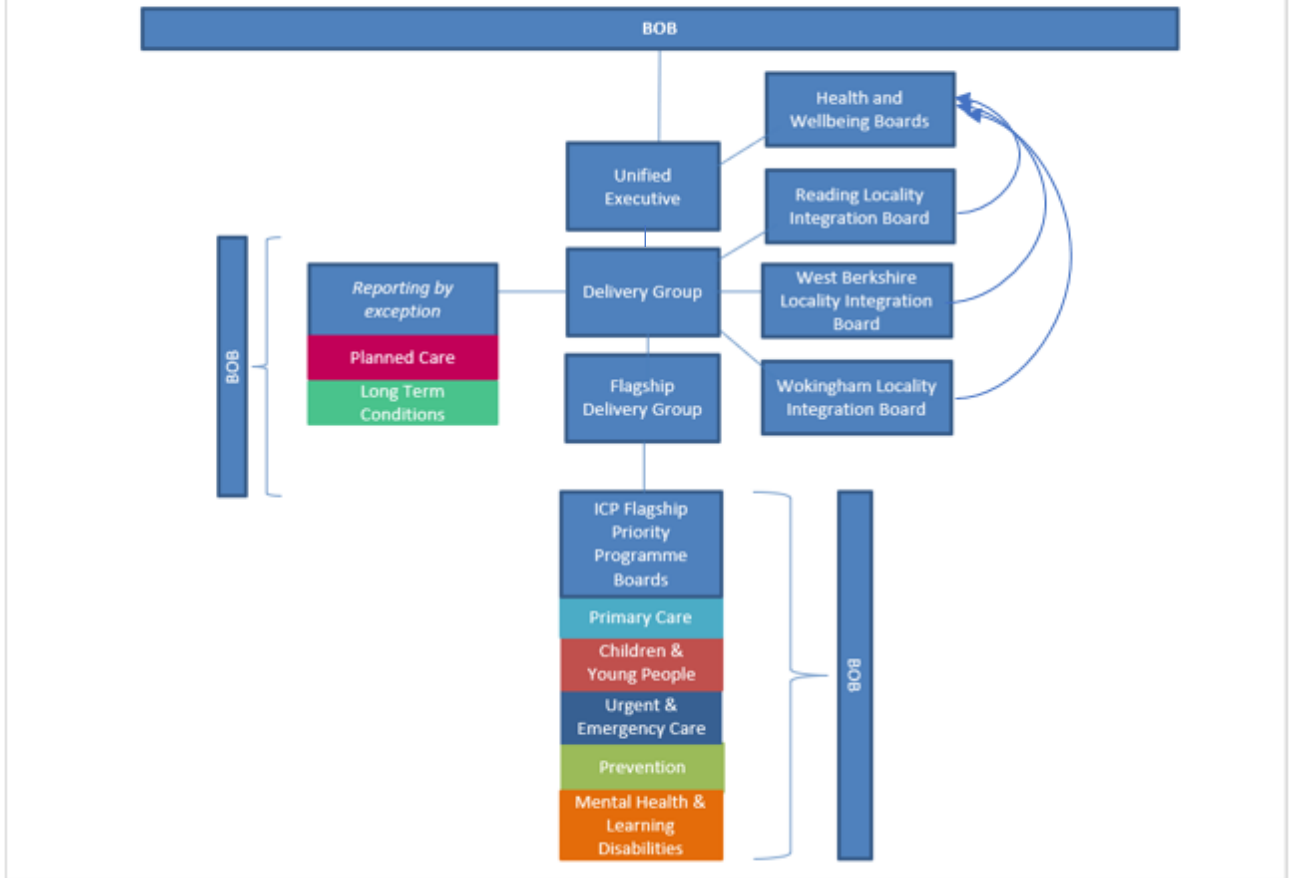 BOB
Health and
Wellbeing Boards
Unified
Executive
Reading Locality
Integration Board
BOB
Reporting by
exception
Planned Care
Long Term
Conditions
Delivery Group
West Berkshire
Locality Integration
Board
Flagship
Delivery Group
Wokingham Locality
Integration Board
ICP Flagship
Priority
Programme
Boards
Primary Care
Children &
Young People
Urgent &
Emergency Care
Prevention
Mental Health &
Learning
Disabilities
BOB